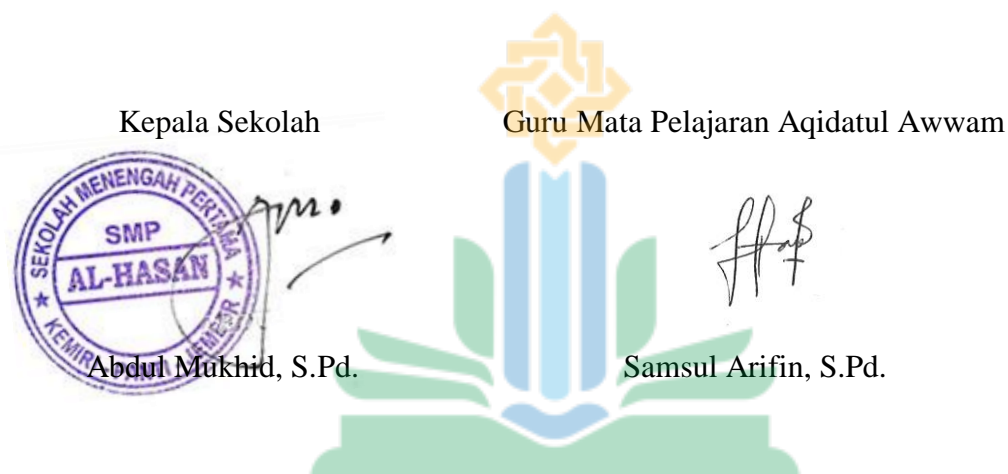 Kepala Sekolah
Guru Mata Pelajaran Aqidatul Awwam
SEKOLAH MENENGAH PERTAMA
SMP
AL-HASAN
JEMBER
Abdul Mukhid, S.Pd.
Samsul Arifin, S.Pd.